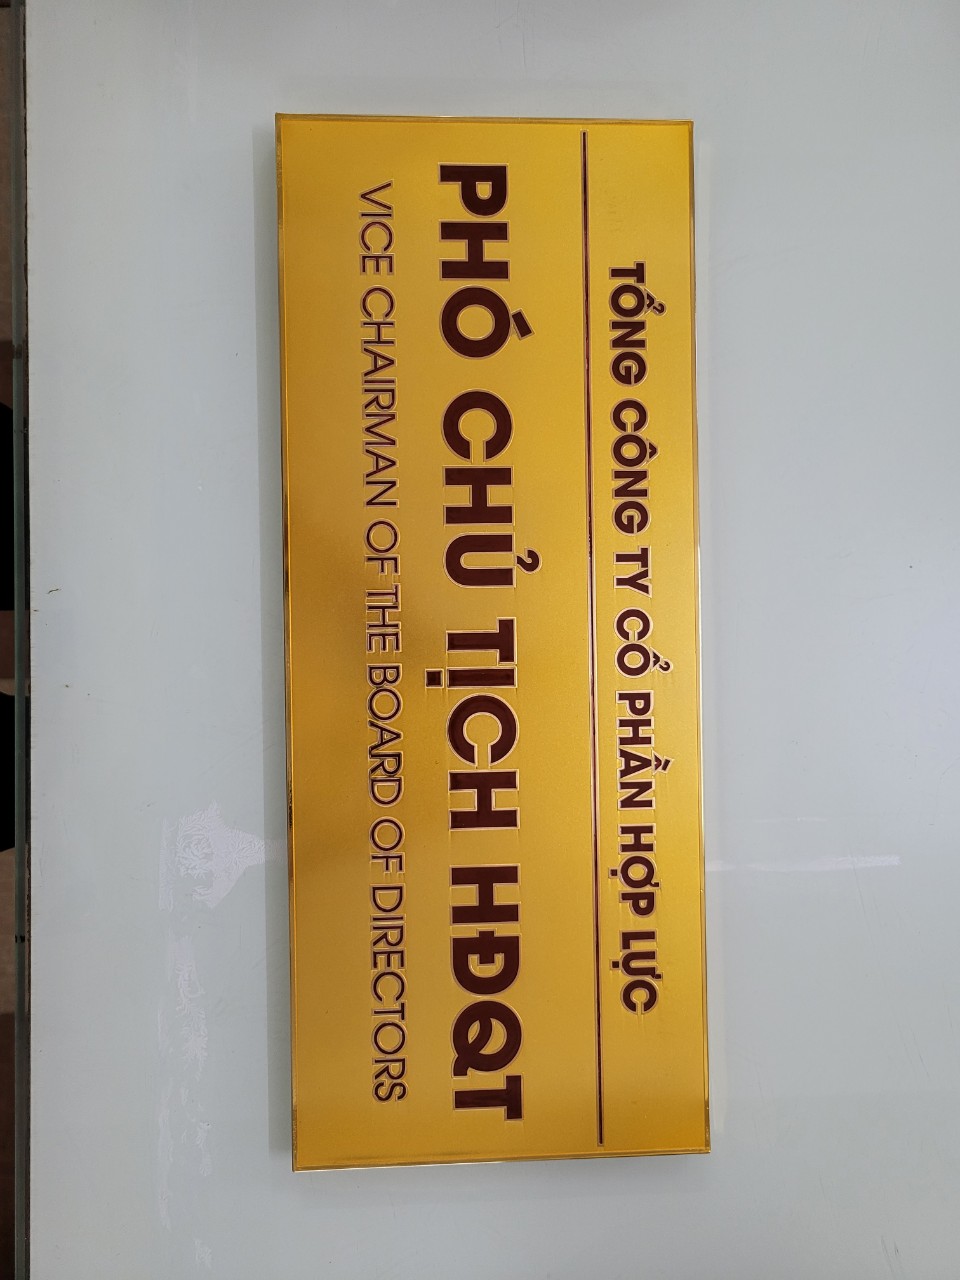 TỔNG CÔNG TY CỔ PHẦN HỢP LỰC
PHÓ CHỦ TỊCH HĐQT
VICE CHAIRMAN OF THE BOARD OF DIRECTORS